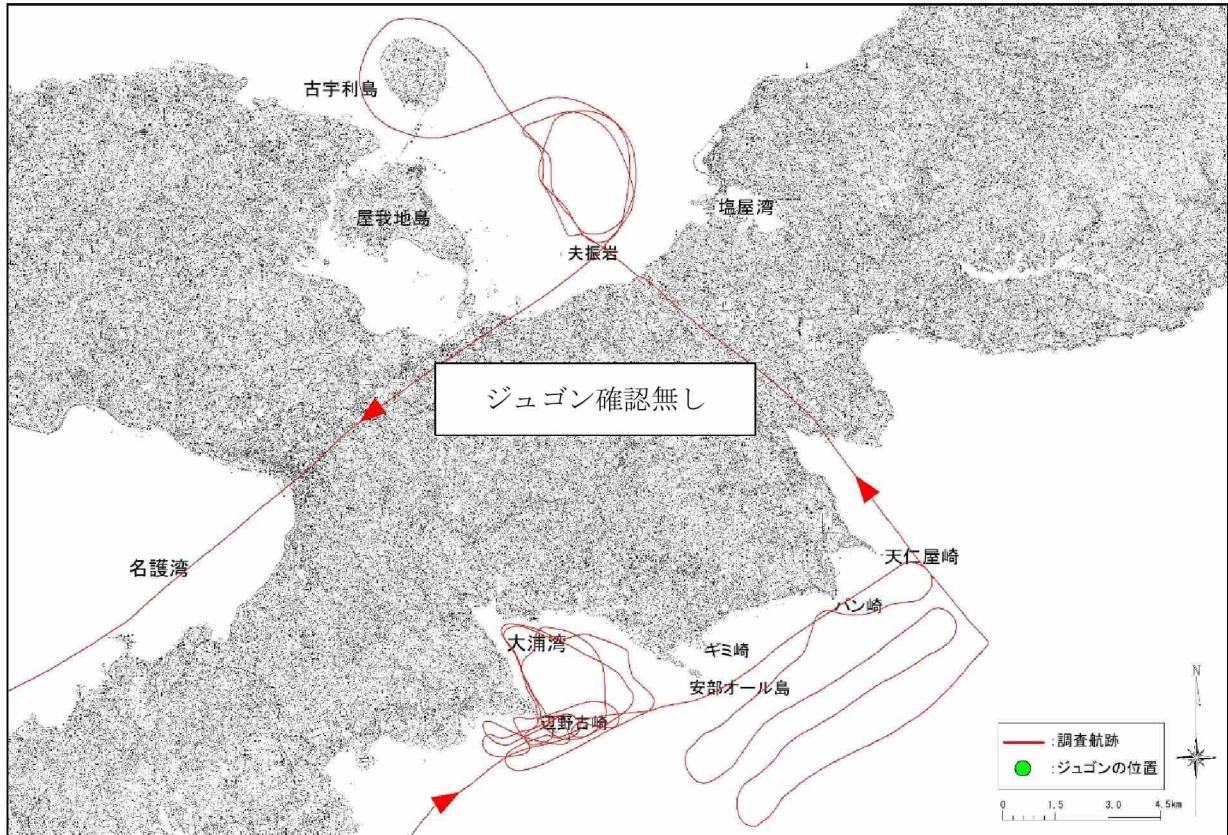 古宇利島
屋我地島
塩屋湾
夫振岩
ジュゴン確認無し
名護湾
天仁屋崎
バン崎
大浦湾
ギミ崎
安部オール島
辺野古崎
N
:調査航跡
:ジュゴンの位置
0 1.5 3.0 4.5km